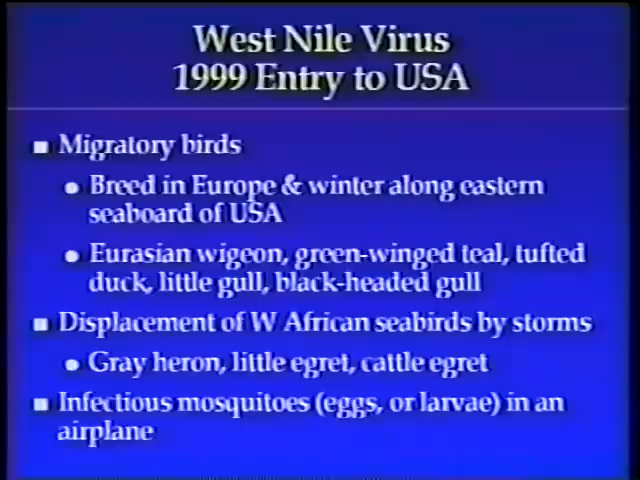 West Nile Virus
1999 Entry to USA
■ Migratory birds
● Breed in Europe & winter along eastern
seaboard of USA
● Eurasian wigeon, green-winged teal, tufted
duck, little gull, black-headed gull
■ Displacement of W African seabirds by storms
● Gray heron, little egret, cattle egret
■ Infectious mosquitoes (eggs, or larvae) in an
airplane